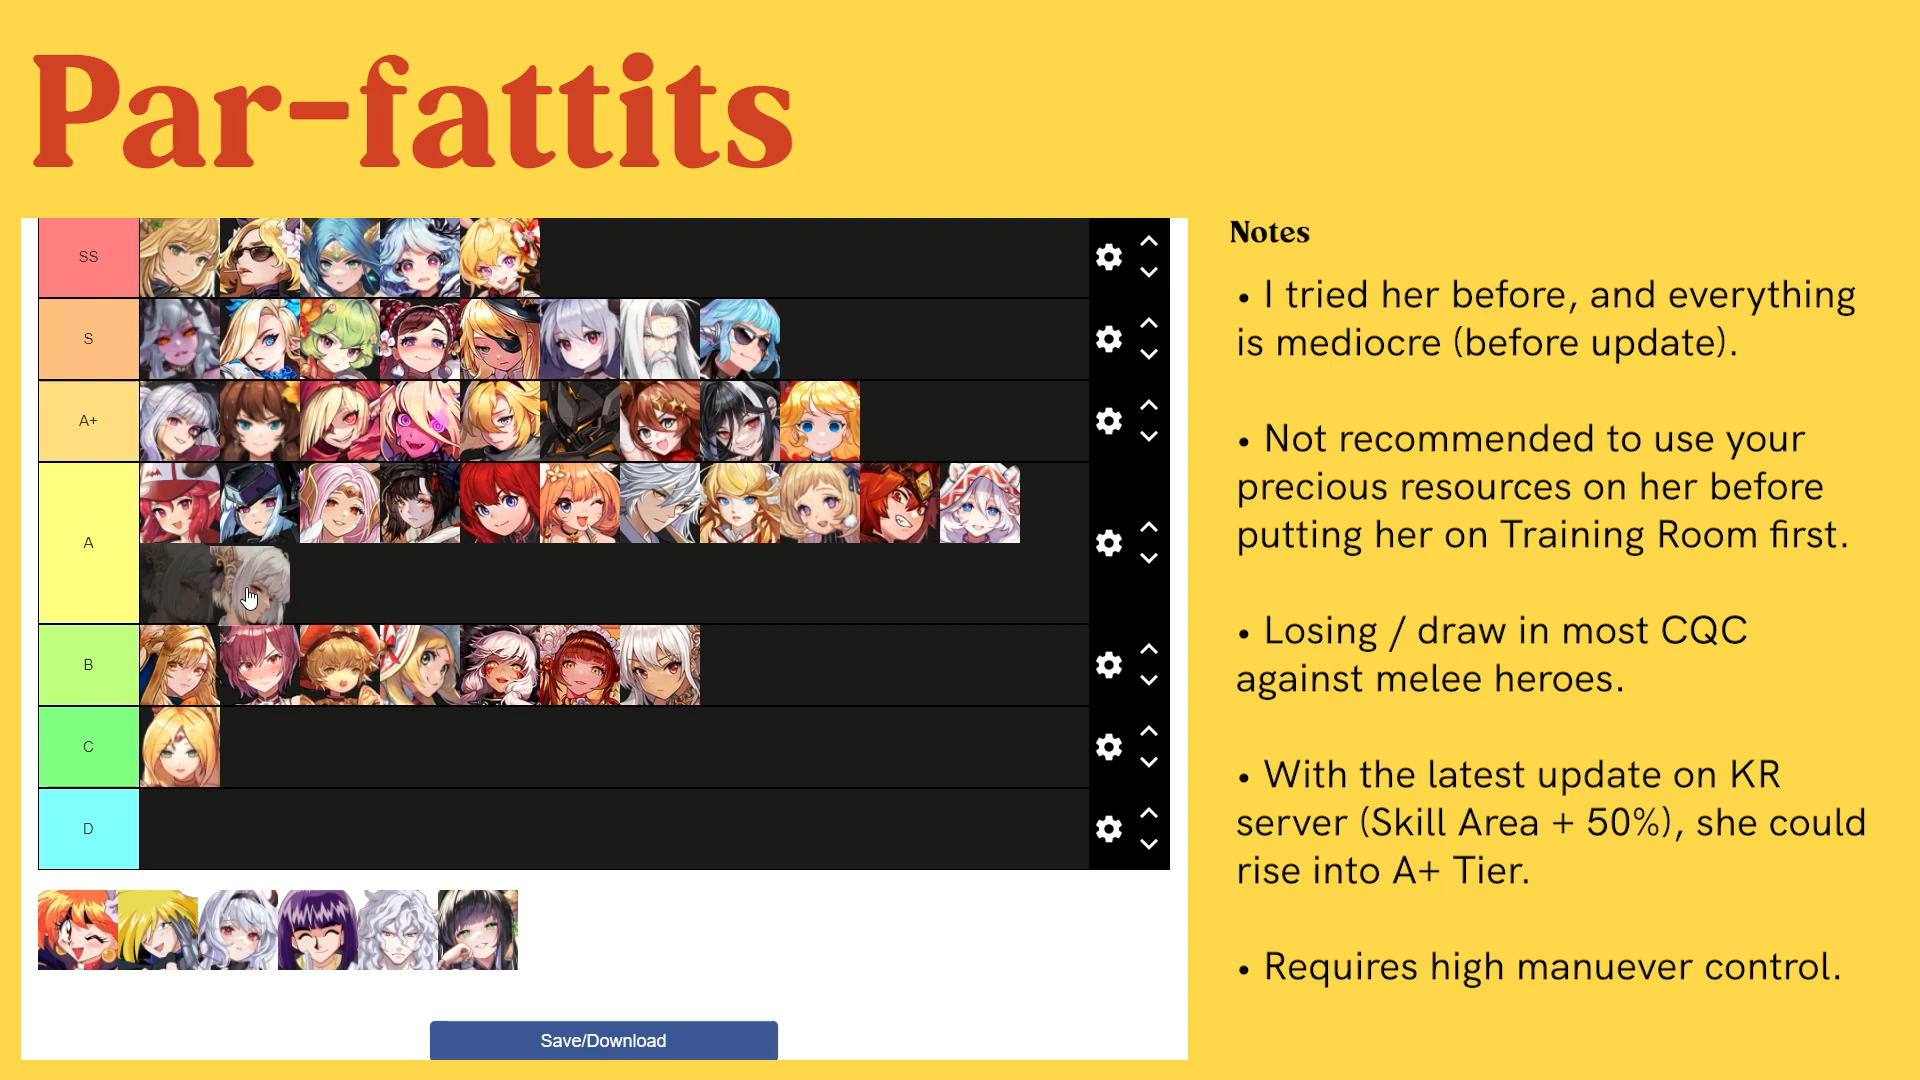 Par-fattits
SS
S
A+
A
B
C
D
Save/Download
Notes
• I tried her before, and everything
is mediocre (before update).
• Not recommended to use your
precious resources on her before
putting her on Training Room first.
• Losing / draw in most CQC
against melee heroes.
• With the latest update on KR
server (Skill Area + 50%), she could
rise into A+ Tier.
• Requires high manuever control.